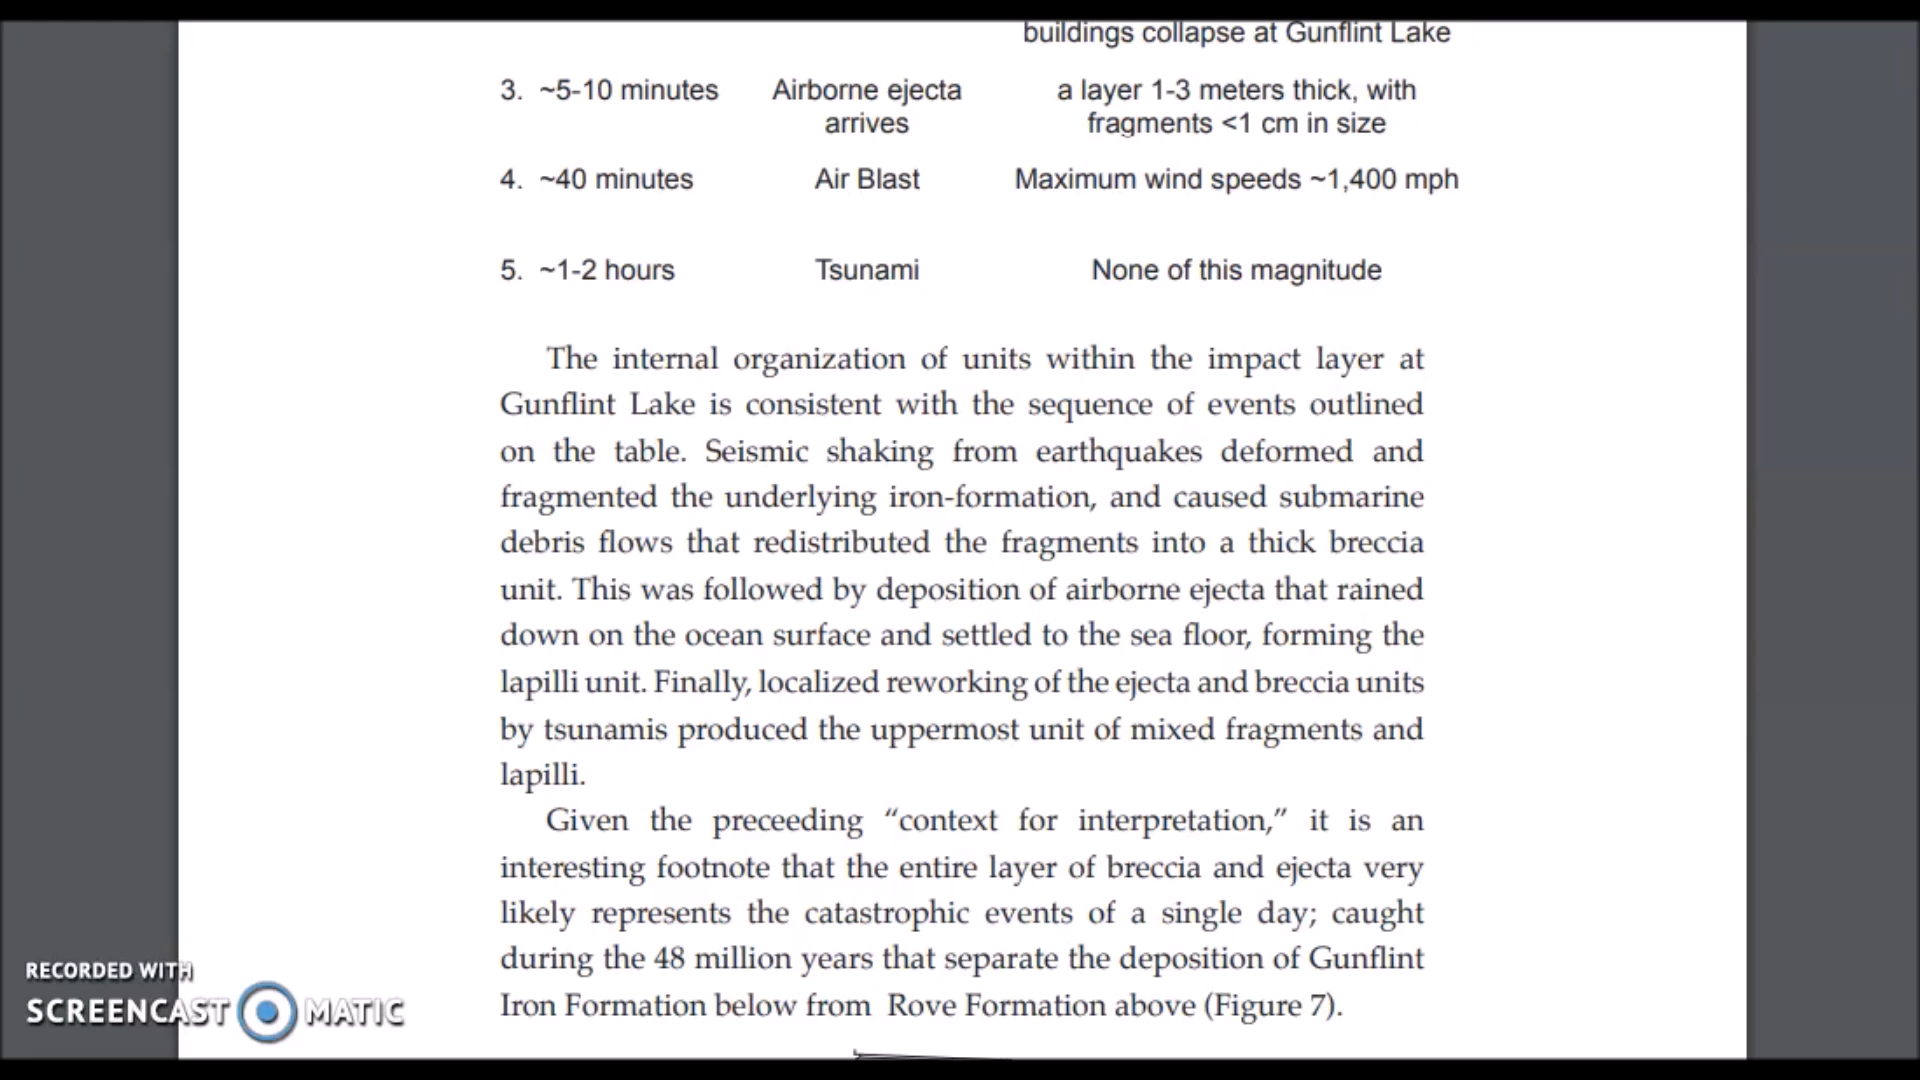 buildings collapse at Gunflint Lake
3. ~5-10 minutes Airborne ejecta a layer 1-3 meters thick, with
arrives fragments <1 cm in size
4. ~40 minutes Air Blast Maximum wind speeds ~1,400 mph
5. ~1-2 hours Tsunami None of this magnitude
The internal organization of units within the impact layer at
Gunflint Lake is consistent with the sequence of events outlined
on the table. Seismic shaking from earthquakes deformed and
fragmented the underlying iron-formation, and caused submarine
debris flows that redistributed the fragments into a thick breccia
unit. This was followed by deposition of airborne ejecta that rained
down on the ocean surface and settled to the sea floor, forming the
lapilli unit. Finally, localized reworking of the ejecta and breccia units
by tsunamis produced the uppermost unit of mixed fragments and
lapilli.
Given the preceeding “context for interpretation,” it is an
interesting footnote that the entire layer of breccia and ejecta very
likely represents the catastrophic events of a single day; caught
during the 48 million years that separate the deposition of Gunflint
Iron Formation below from Rove Formation above (Figure 7).
RECORDED WITH
SCREENCAST MATIC